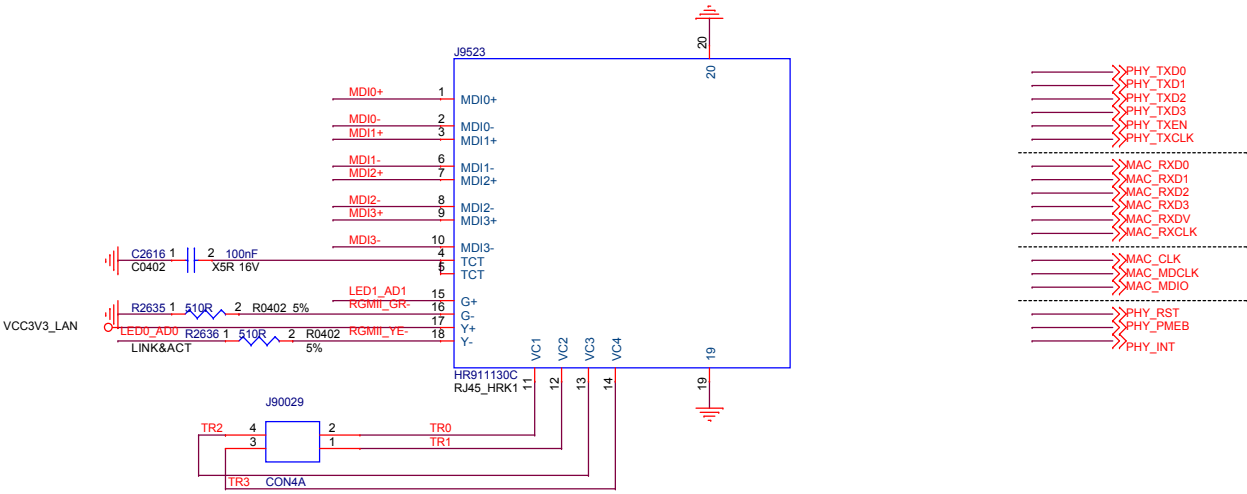 20
J9523
20
MDI0+ 1 MDI0+
MDI0- 2 MDI0-
MDI1+ 3 MDI1+
MDI1- 6 MDI1-
MDI2+ 7 MDI2+
MDI2- 8 MDI2-
MDI3+ 9 MDI3+
MDI3- 10 MDI3-
C2616 1 2 100nF 4 TCT
C0402 X5R 16V 5 TCT
LED1_AD1 15 G+
R2635 1 510R 2 R0402 5% RGMII_GR- 16 G-
VCC3V3_LAN 17 Y+
LED0_AD0 R2636 1 510R 2 R0402 RGMII_YE- 18 Y-
LINK&ACT 5%
VC1
VC2
VC3
VC4
19
HR911130C
RJ45_HRK1
11
12
13
14
19
J90029
TR2 4 2 TR0
3 1 TR1
TR3 CON4A
PHY_TXD0
PHY_TXD1
PHY_TXD2
PHY_TXD3
PHY_TXEN
PHY_TXCLK
MAC_RXD0
MAC_RXD1
MAC_RXD2
MAC_RXD3
MAC_RXDV
MAC_RXCLK
MAC_CLK
MAC_MDCLK
MAC_MDIO
PHY_RST
PHY_PMEB
PHY_INT